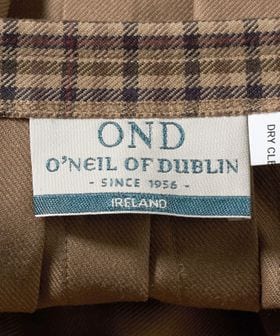 OND
O'NEIL OF DUBLIN
- SINCE 1956 -
IRELAND
DRY CLE